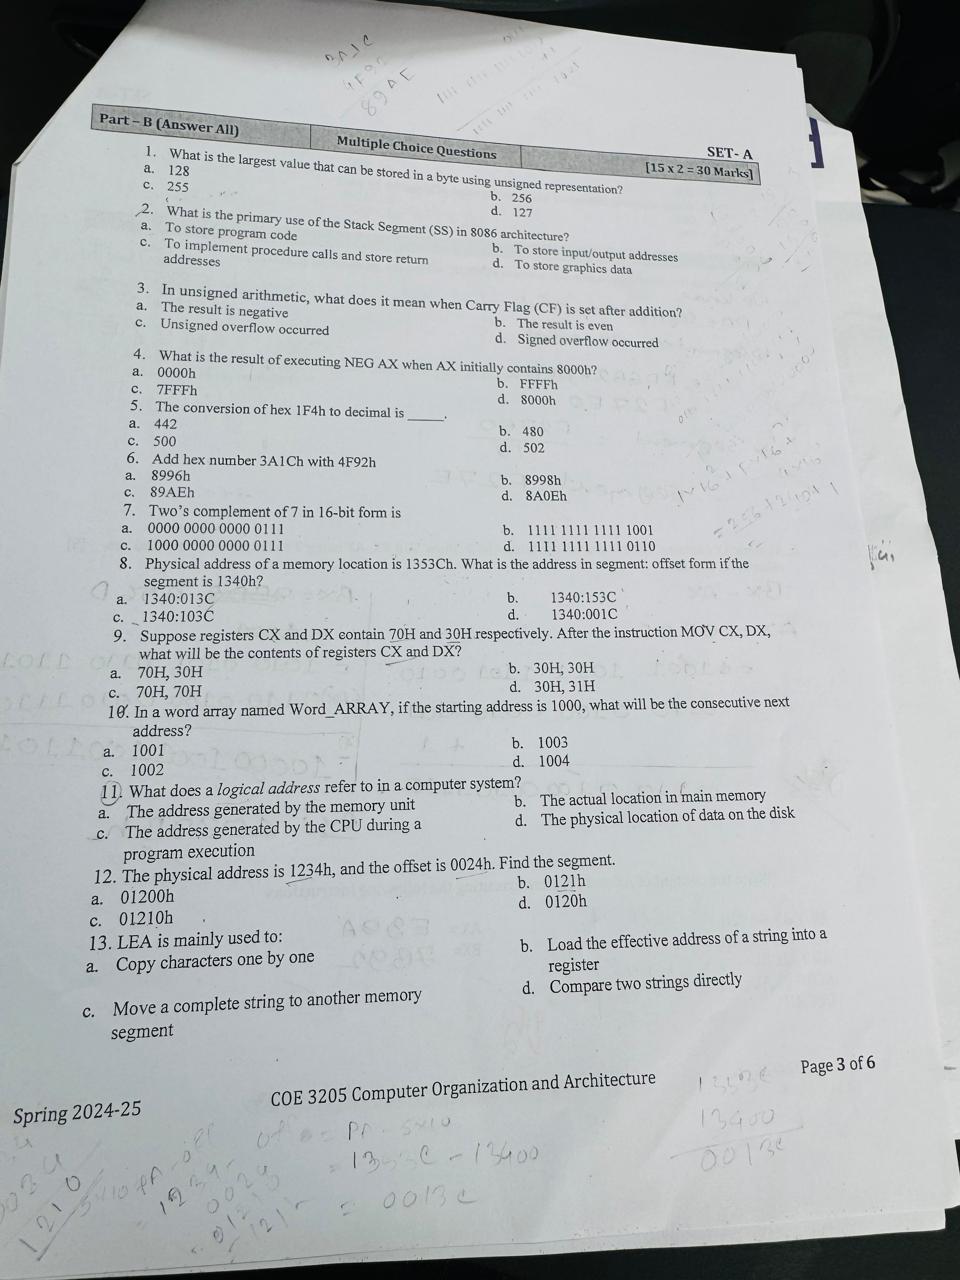 3A1C
4F92
89AE
Part – B (Answer All)
Multiple Choice Questions
SET- A
[15 x 2 = 30 Marks]
1. What is the largest value that can be stored in a byte using unsigned representation?
a. 128
b. 256
c. 255
d. 127
2. What is the primary use of the Stack Segment (SS) in 8086 architecture?
a. To store program code
b. To store input/output addresses
c. To implement procedure calls and store return
addresses
d. To store graphics data
3. In unsigned arithmetic, what does it mean when Carry Flag (CF) is set after addition?
a. The result is negative
b. The result is even
c. Unsigned overflow occurred
d. Signed overflow occurred
4. What is the result of executing NEG AX when AX initially contains 8000h?
a. 0000h
b. FFFFh
c. 7FFFh
d. 8000h
5. The conversion of hex 1F4h to decimal is _____.
a. 442
b. 480
c. 500
d. 502
6. Add hex number 3A1Ch with 4F92h
a. 8996h
b. 8998h
c. 89AEh
d. 8A0Eh
7. Two's complement of 7 in 16-bit form is
a. 0000 0000 0000 0111
b. 1111 1111 1111 1001
c. 1000 0000 0000 0111
d. 1111 1111 1111 0110
8. Physical address of a memory location is 1353Ch. What is the address in segment: offset form if the
segment is 1340h?
a. 1340:013C
b. 1340:153C
c. 1340:103C
d. 1340:001C
9. Suppose registers CX and DX contain 70H and 30H respectively. After the instruction MOV CX, DX,
what will be the contents of registers CX and DX?
a. 70H, 30H
b. 30H, 30H
c. 70H, 70H
d. 30H, 31H
10. In a word array named Word_ARRAY, if the starting address is 1000, what will be the consecutive next
address?
a. 1001
b. 1003
c. 1002
d. 1004
11. What does a logical address refer to in a computer system?
a. The address generated by the memory unit
b. The actual location in main memory
c. The address generated by the CPU during a
program execution
d. The physical location of data on the disk
12. The physical address is 1234h, and the offset is 0024h. Find the segment.
a. 01200h
b. 0121h
c. 01210h
d. 0120h
13. LEA is mainly used to:
a. Copy characters one by one
b. Load the effective address of a string into a
register
c. Move a complete string to another memory
segment
d. Compare two strings directly
Spring 2024-25
COE 3205 Computer Organization and Architecture
Page 3 of 6
13400
0013C
= 1353C - 13400
= 0013C